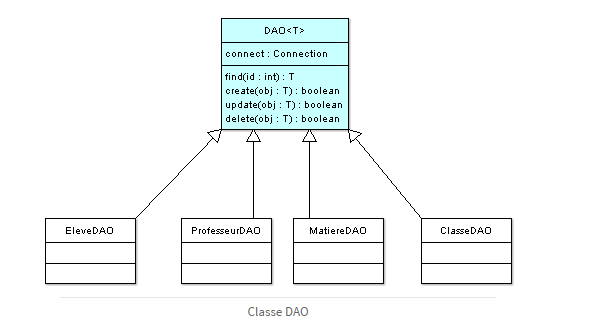 DAO<T>
connect : Connection
find(id : int) : T
create(obj : T) : boolean
update(obj : T) : boolean
delete(obj : T) : boolean
EleveDAO
ProfesseurDAO
MatiereDAO
ClasseDAO
Classe DAO